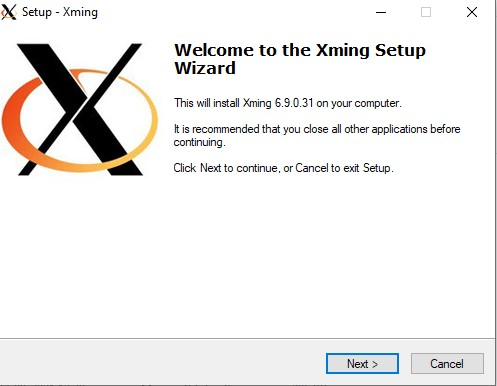 Setup - Xming
Welcome to the Xming Setup
Wizard
This will install Xming 6.9.0.31 on your computer.
It is recommended that you close all other applications before
continuing.
Click Next to continue, or Cancel to exit Setup.
Next >
Cancel